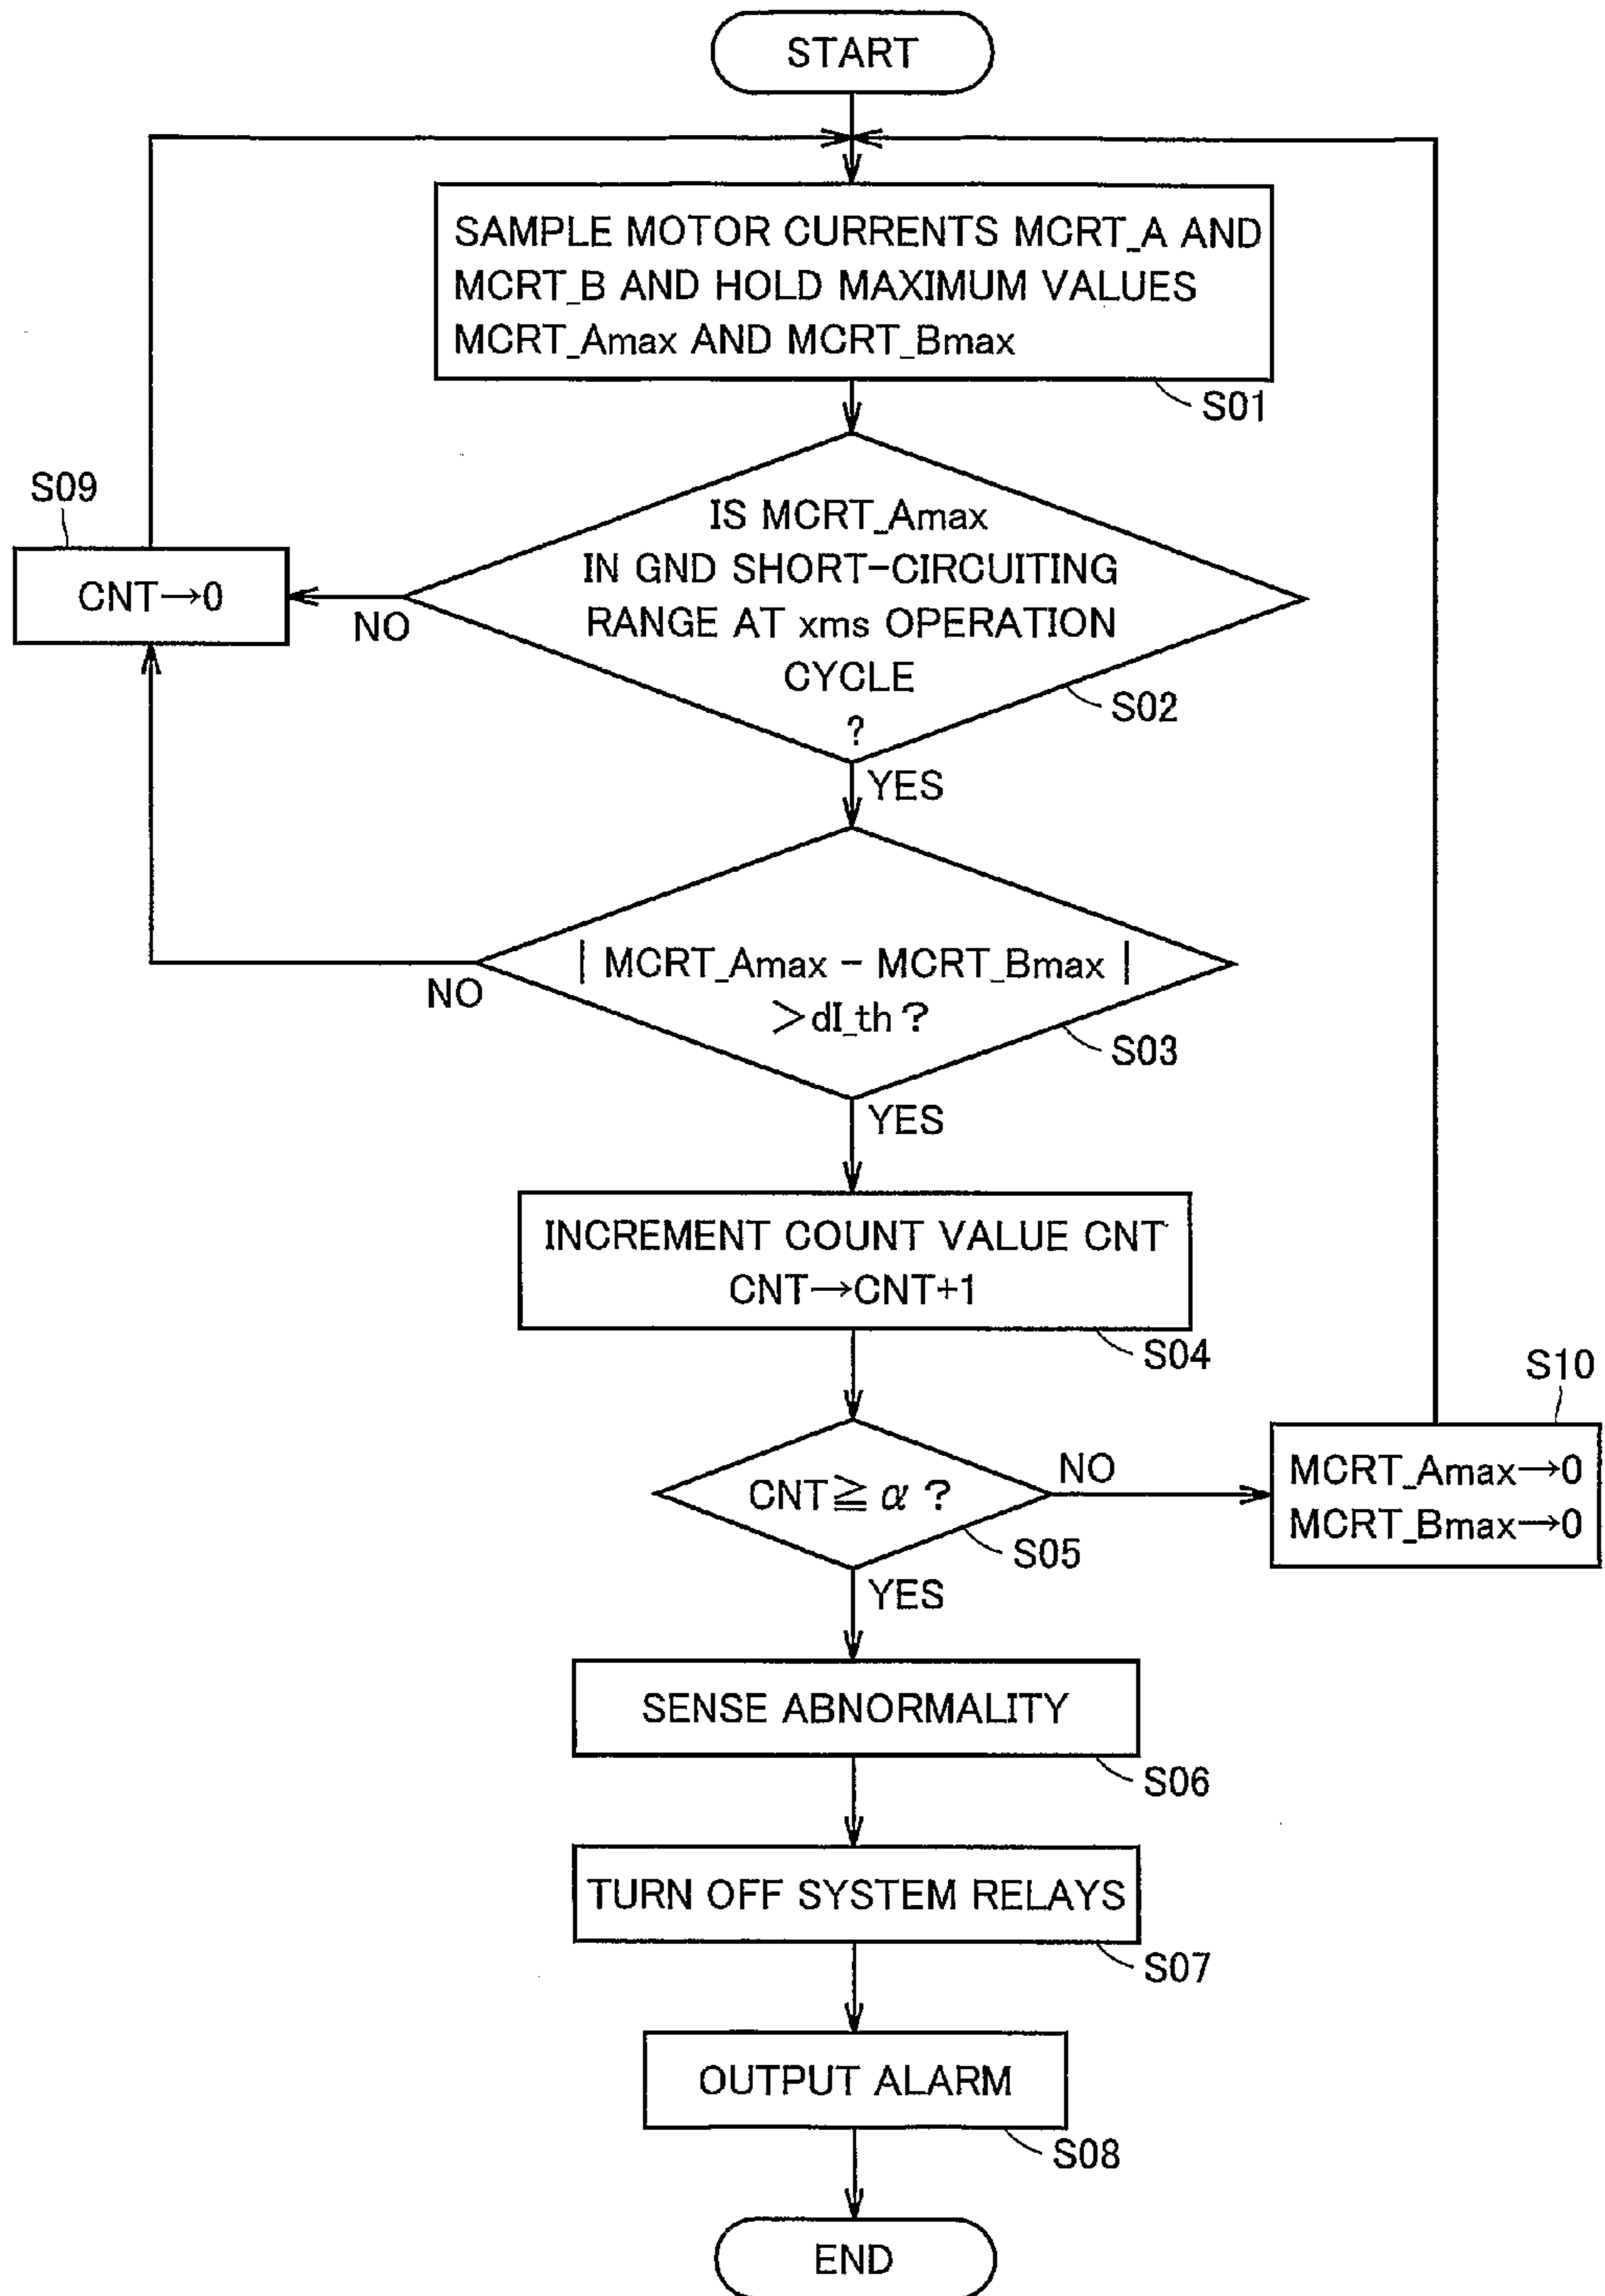 START
SAMPLE MOTOR CURRENTS MCRT_A AND
MCRT_B AND HOLD MAXIMUM VALUES
MCRT_Amax AND MCRT_Bmax
S01
IS MCRT_Amax
IN GND SHORT-CIRCUITING
RANGE AT xms OPERATION
CYCLE
?
S02
NO
S09
CNT→0
YES
| MCRT_Amax - MCRT_Bmax |
>dI_th ?
S03
NO
YES
INCREMENT COUNT VALUE CNT
CNT→CNT+1
S04
CNT≧α ?
S05
NO
S10
MCRT_Amax→0
MCRT_Bmax→0
YES
SENSE ABNORMALITY
S06
TURN OFF SYSTEM RELAYS
S07
OUTPUT ALARM
S08
END